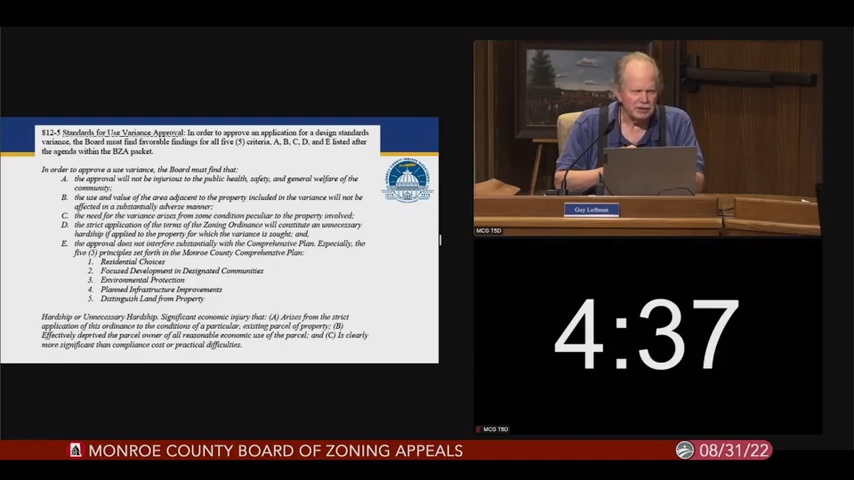 812-5 Standards for Use Variance Approval: In order to approve an application for a design standards
variance, the Board must find favorable findings for all five (5) criteria, A, B, C, D, and E listed after
the agenda within the BZA packet.
In order to approve a use variance, the Board must find that:
A. the approval will not be injurious to the public health, safety, and general welfare of the
community;
B. the use and value of the area adjacent to the property included in the variance will not be
affected in a substantially adverse manner;
C. the need for the variance arises from some condition peculiar to the property involved;
D. the strict application of the terms of the Zoning Ordinance will constitute an unnecessary
hardship if applied to the property for which the variance is sought; and,
E. the approval does not interfere substantially with the Comprehensive Plan. Especially, the
five (5) principles set forth in the Monroe County Comprehensive Plan:
1. Residential Choices
2. Focused Development in Designated Communities
3. Environmental Protection
4. Planned Infrastructure Improvements
5. Distinguish Land from Property
Hardship or Unnecessary Hardship. Significant economic injury that: (A) Arises from the strict
application of this ordinance to the conditions of a particular, existing parcel of property; (B)
Effectively deprived the parcel owner of all reasonable economic use of the parcel; and (C) Is clearly
more significant than compliance cost or practical difficulties.
Guy Loftman
MCG TSD
4:37
MCG TSD
MONROE COUNTY BOARD OF ZONING APPEALS
08/31/22